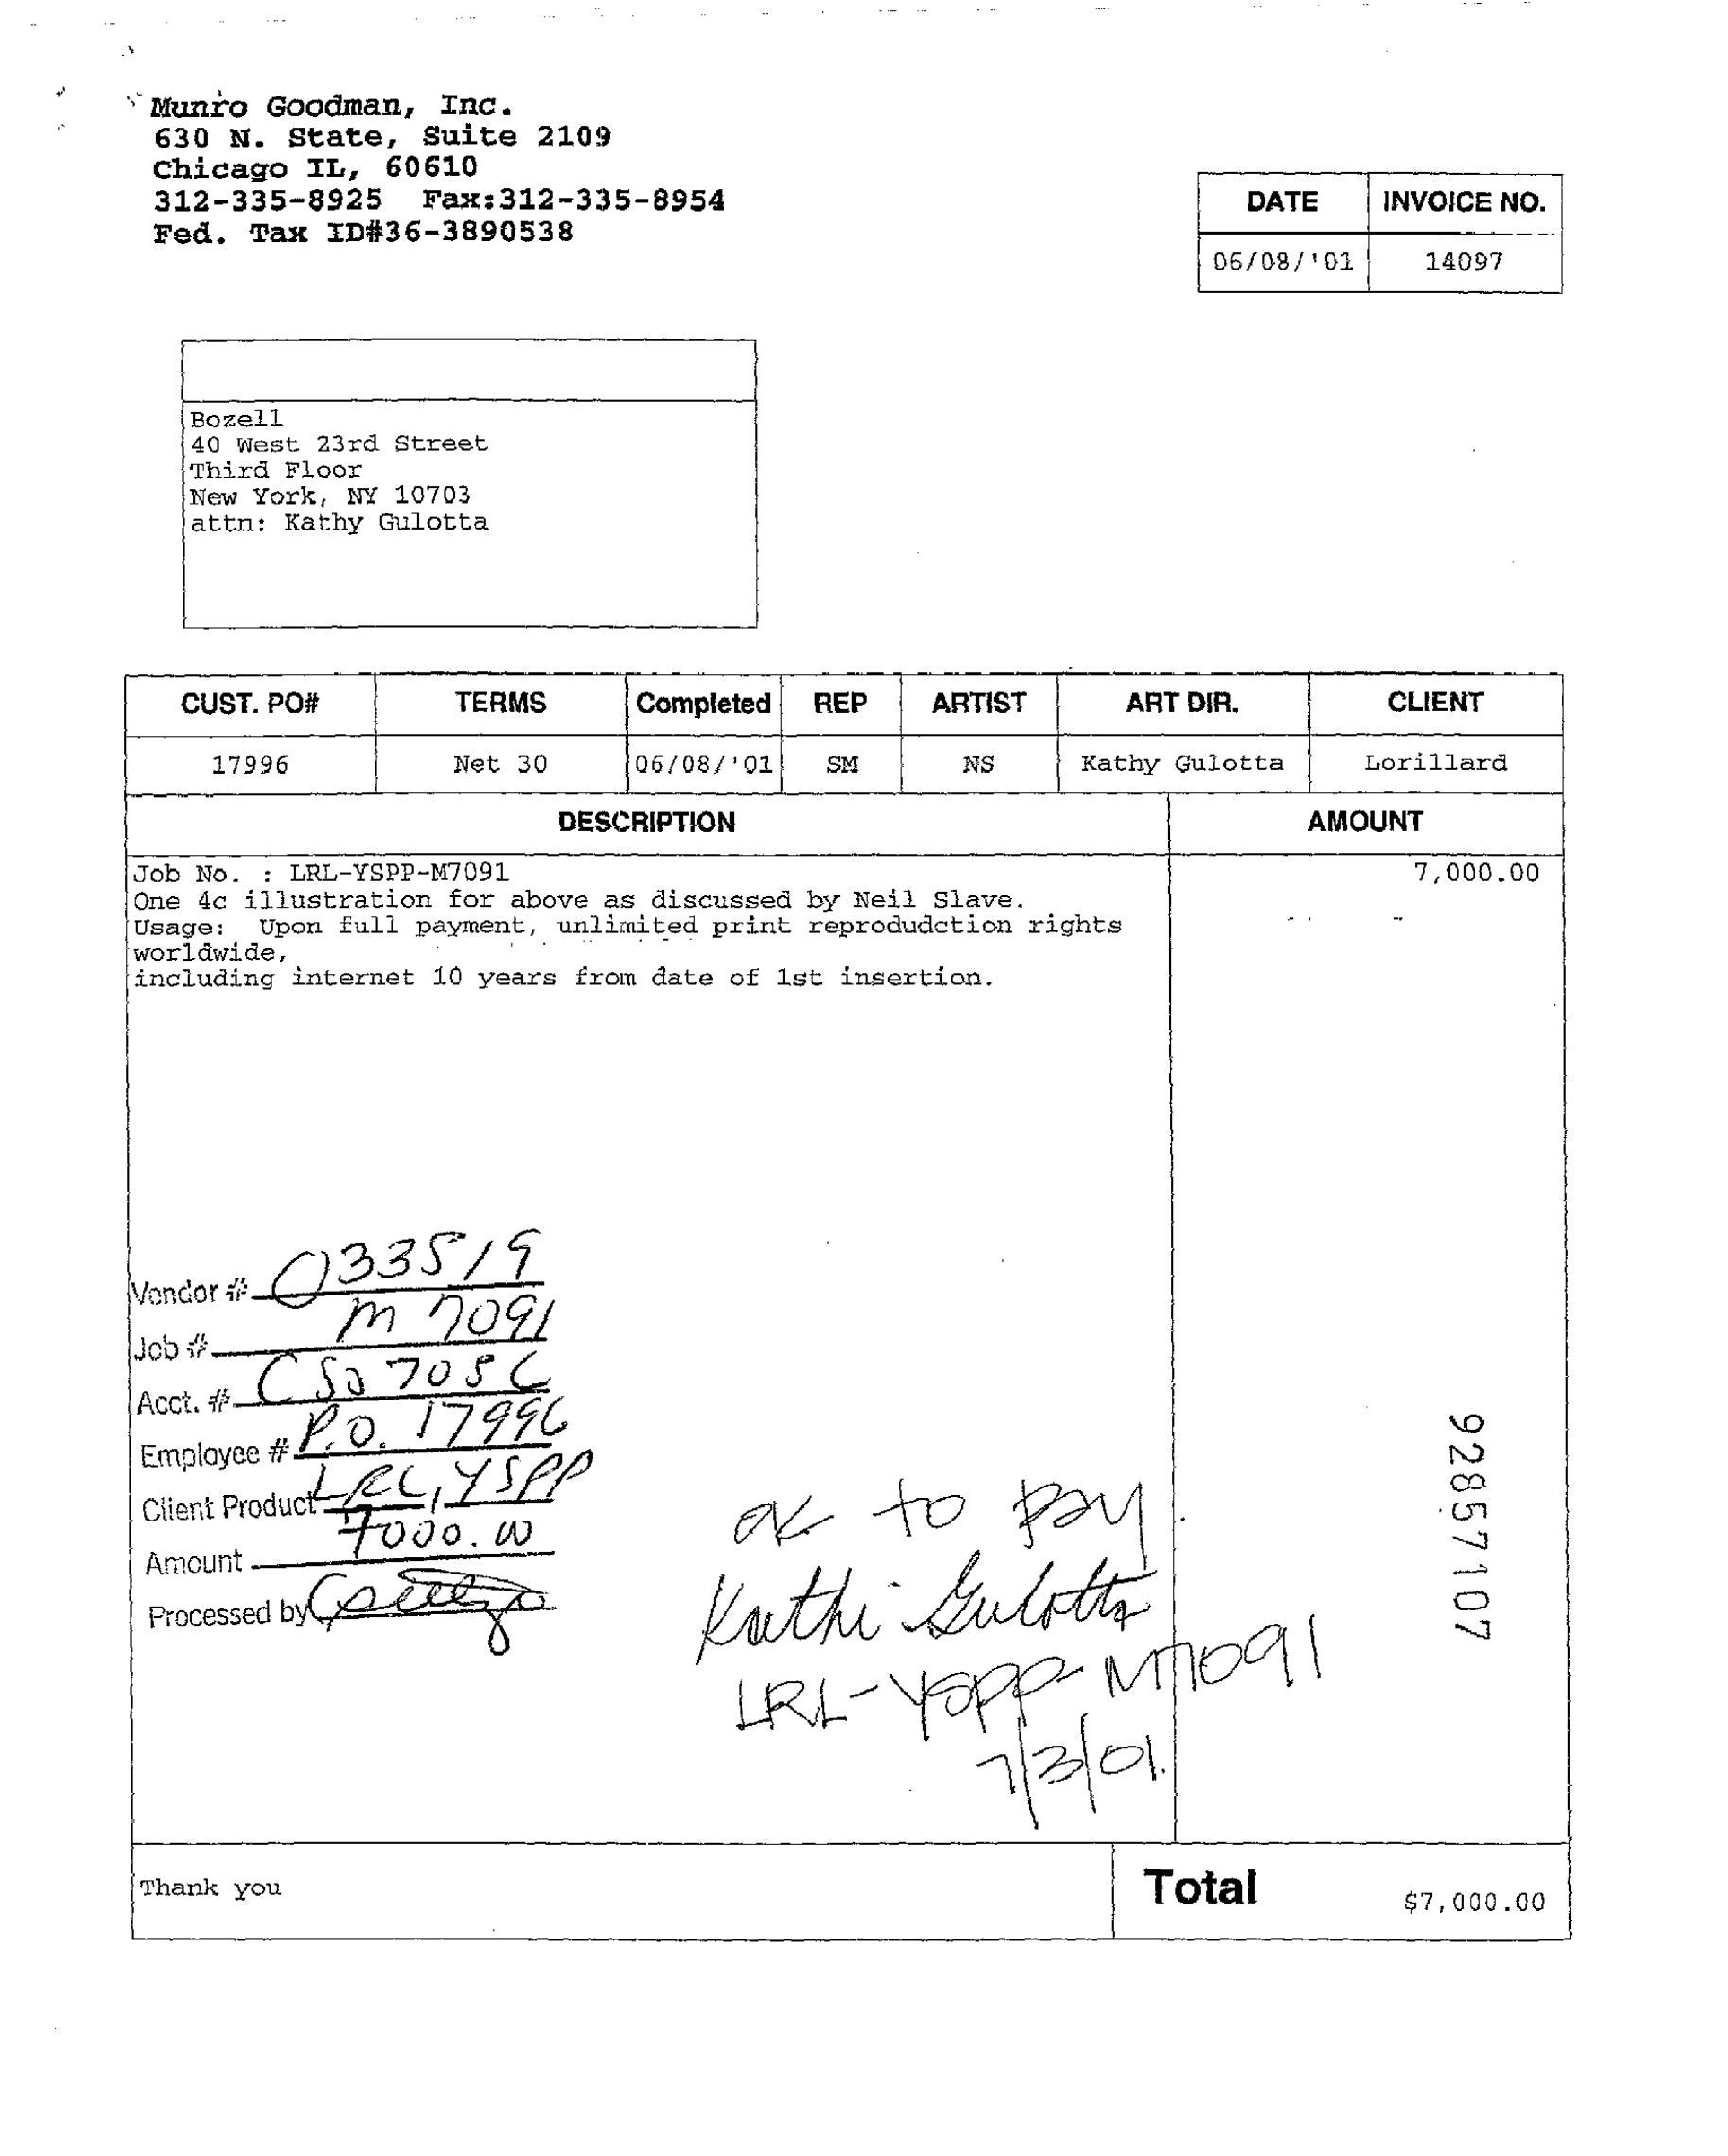 Munro Goodman, Inc.
630 N. State, Suite 2109
Chicago IL, 60610
312-335-8925 Fax:312-335-8954
Fed. Tax ID#36-3890538
DATE INVOICE NO.
06/08/'01 14097
Bozell
40 West 23rd Street
Third Floor
New York, NY 10703
attn: Kathy Gulotta
CUST. PO# TERMS Completed REP ARTIST ART DIR. CLIENT
17996 Net 30 06/08/'01 SM NS Kathy Gulotta Lorillard
DESCRIPTION AMOUNT
Job No. : LRL-YSPP-M7091 7,000.00
One 4c illustration for above as discussed by Neil Slave.
Usage: Upon full payment, unlimited print reprodudction rights
worldwide,
including internet 10 years from date of 1st insertion.
Vendor # 033519
Job # M 7091
Acct. #
Employee # P.O. 17996
Client Product LRL, YSPP
Amount 7000.00
Processed by
OK to pay
Kathi Gulotta
LRL-YSPP-M7091
7/3/01.
92857107
Thank you Total $7,000.00